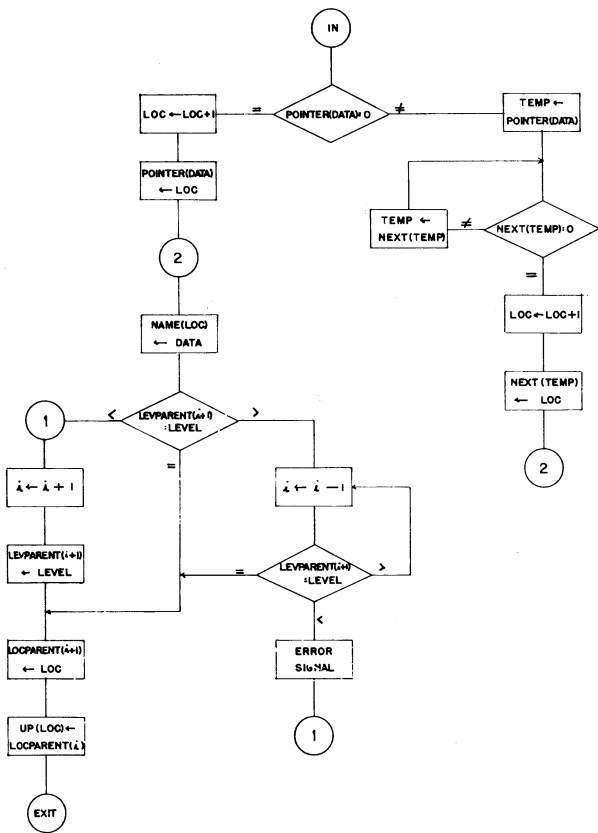 IN
POINTER(DATA):0
=
≠
LOC ← LOC+1
TEMP ←
POINTER(DATA)
POINTER(DATA)
← LOC
TEMP ←
NEXT(TEMP)
≠
NEXT(TEMP):0
=
2
LOC ← LOC+1
NAME(LOC)
← DATA
NEXT(TEMP)
← LOC
1
<
LEVPARENT(i+1)
:LEVEL
>
=
2
i ← i + 1
i ← i − 1
LEVPARENT(i+1)
← LEVEL
=
LEVPARENT(i+1)
:LEVEL
>
<
LOCPARENT(i+1)
← LOC
ERROR
SIGNAL
UP(LOC) ←
LOCPARENT(i)
1
EXIT